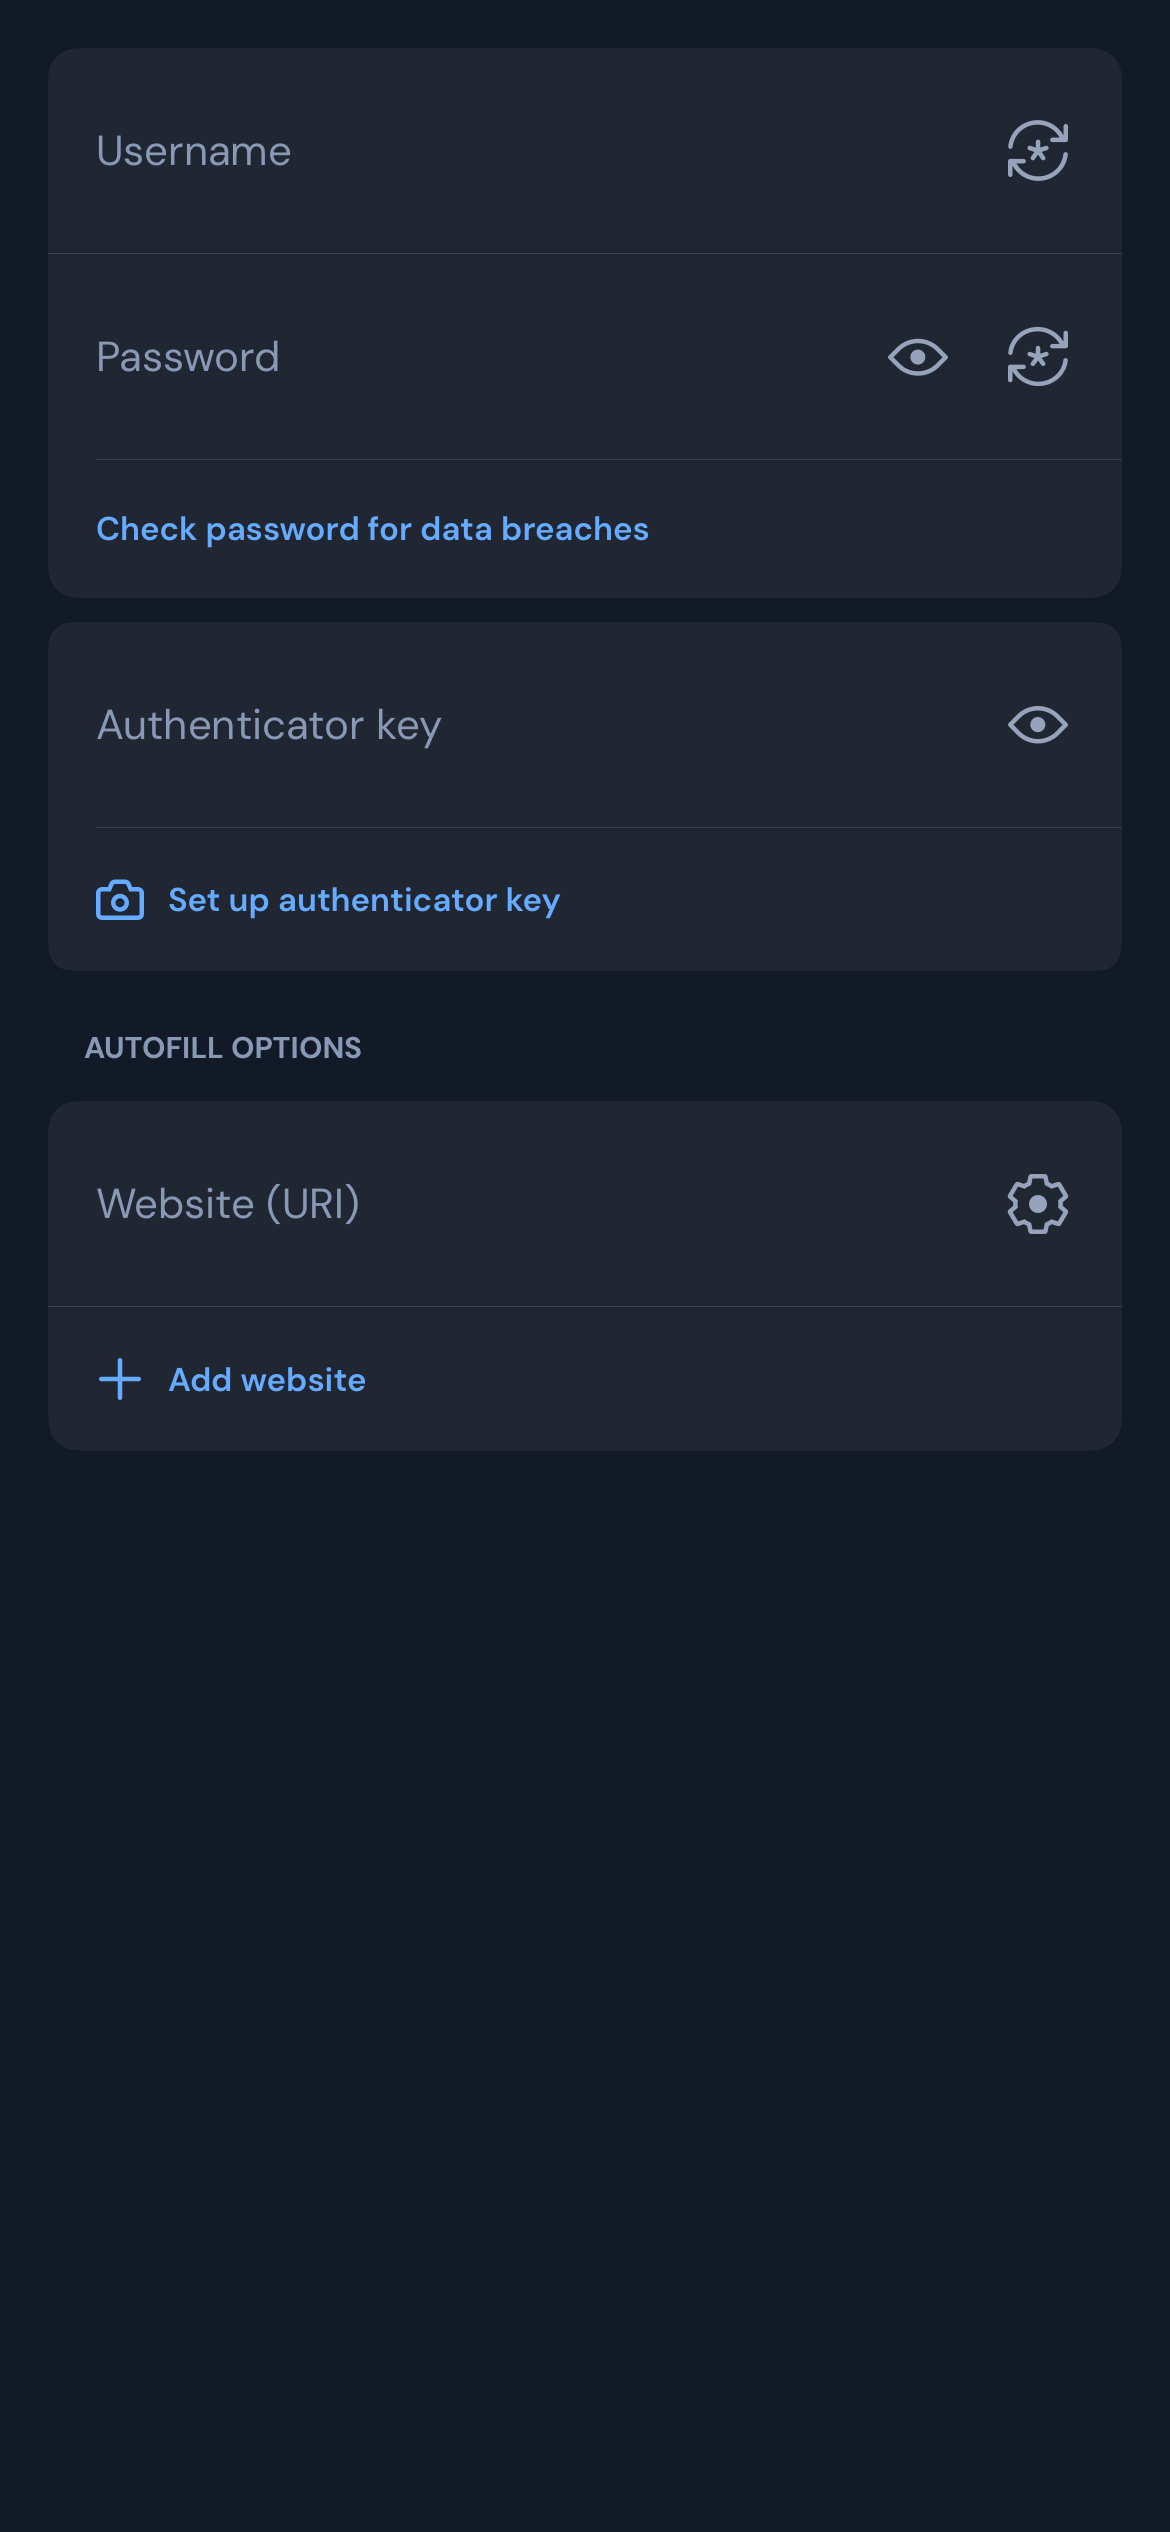 Username
Password
Check password for data breaches
Authenticator key
Set up authenticator key
AUTOFILL OPTIONS
Website (URI)
Add website